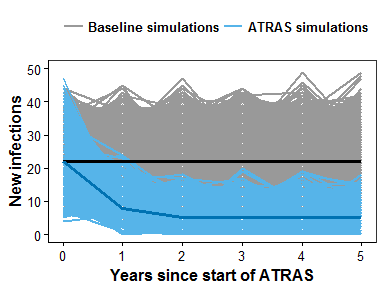 Baseline simulations ATRAS simulations
New infections
50
40
30
20
10
0
0 1 2 3 4 5
Years since start of ATRAS